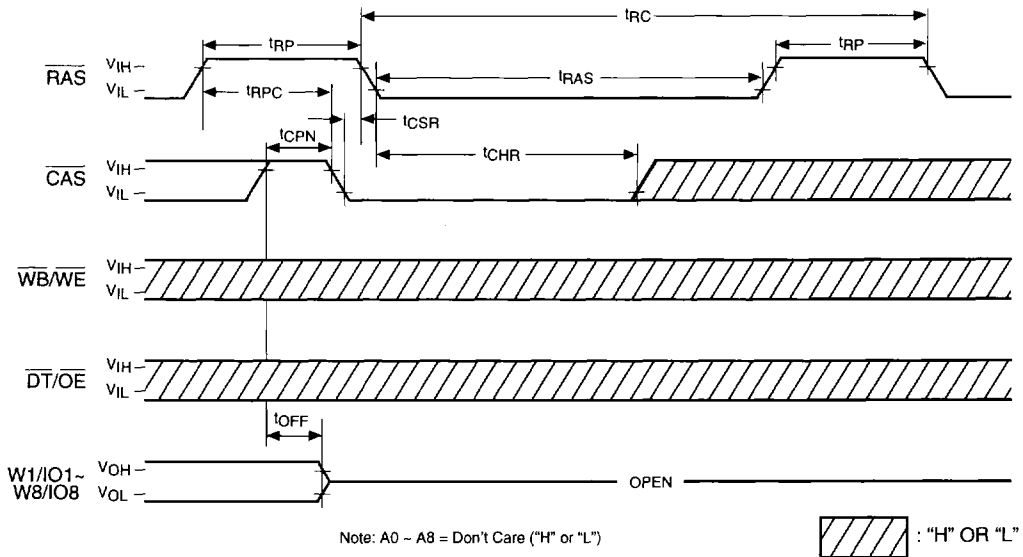 tRC
tRP
tRP
RAS
VIH
VIL
tRAS
tRPC
tCSR
tCPN
tCHR
CAS
VIH
VIL
WB/WE
VIH
VIL
DT/OE
VIH
VIL
tOFF
W1/IO1~
W8/IO8
VOH
VOL
OPEN
Note: A0 ~ A8 = Don't Care ("H" or "L")
: "H" OR "L"